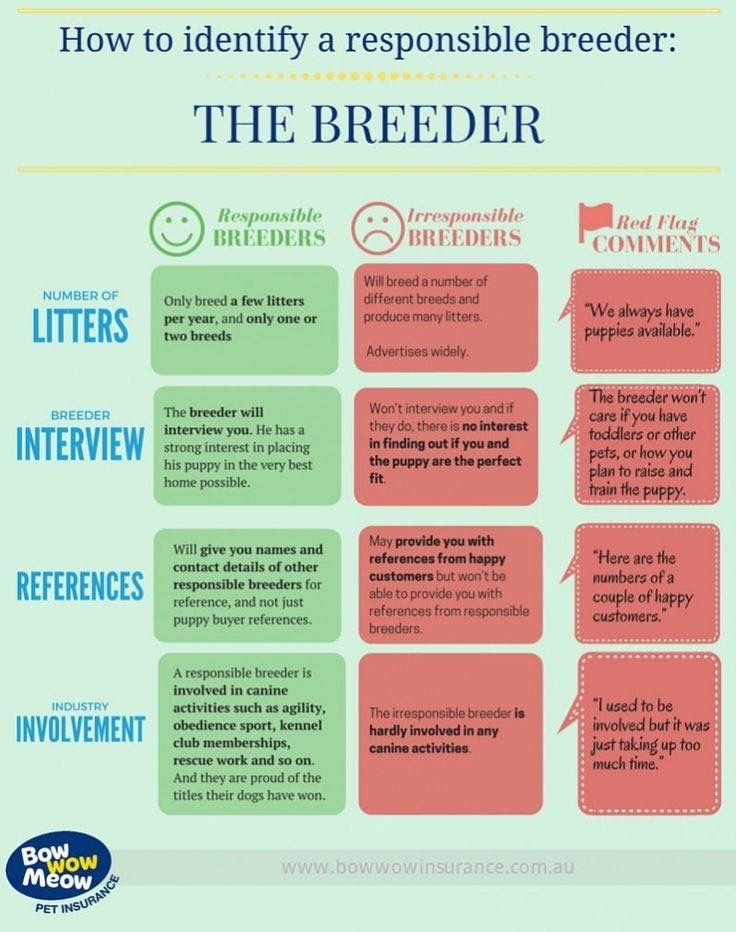 How to identify a responsible breeder:
THE BREEDER
Responsible
BREEDERS
Irresponsible
BREEDERS
Red Flag
COMMENTS
NUMBER OF
LITTERS
Only breed a few litters
per year, and only one or
two breeds
Will breed a number of
different breeds and
produce many litters.
Advertises widely.
"We always have
puppies available."
BREEDER
INTERVIEW
The breeder will
interview you. He has a
strong interest in placing
his puppy in the very best
home possible.
Won't interview you and if
they do, there is no interest
in finding out if you and
the puppy are the perfect
fit.
The breeder won't
care if you have
toddlers or other
pets, or how you
plan to raise and
train the puppy.
REFERENCES
Will give you names and
contact details of other
responsible breeders for
reference, and not just
puppy buyer references.
May provide you with
references from happy
customers but won't be
able to provide you with
references from responsible
breeders.
"Here are the
numbers of a
couple of happy
customers."
INDUSTRY
INVOLVEMENT
A responsible breeder is
involved in canine
activities such as agility,
obedience sport, kennel
club memberships,
rescue work and so on.
And they are proud of the
titles their dogs have won.
The irresponsible breeder is
hardly involved in any
canine activities.
"I used to be
involved but it was
just taking up too
much time."
Bow
wow
Meow
PET INSURANCE
www.bowwowinsurance.com.au